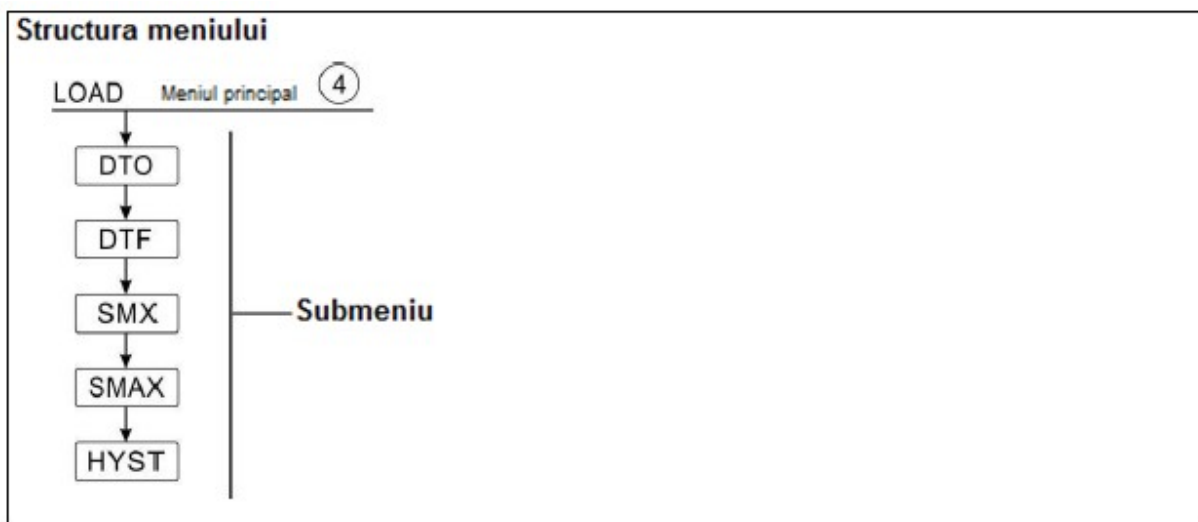 Structura meniului
LOAD Meniul principal 4
DTO
DTF
SMX
Submeniu
SMAX
HYST